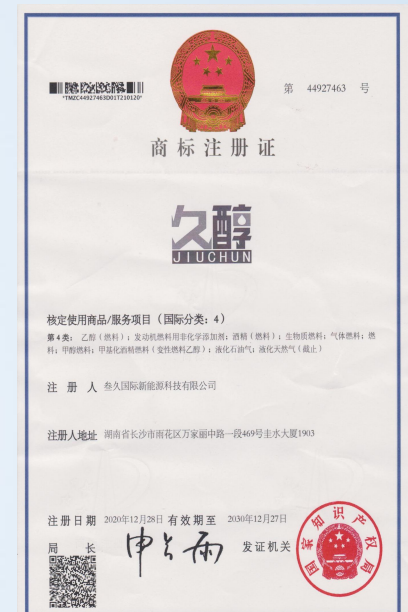 *TMZC44927463D01T210120*
第 44927463 号
商标注册证
久醇
JIUCHUN
核定使用商品/服务项目（国际分类：4）
第4类：乙醇（燃料）；发动机燃料用非化学添加剂；酒精（燃料）；生物质燃料；气体燃料；燃
料；甲醇燃料；甲基化酒精燃料（变性燃料乙醇）；液化石油气；液化天然气（截止）
注 册 人 叁久国际新能源科技有限公司
注册人地址 湖南省长沙市雨花区万家丽中路一段469号圭水大厦1903
注册日期 2020年12月28日 有效期至 2030年12月27日
局 长 申长雨 发证机关
国家知识产权局